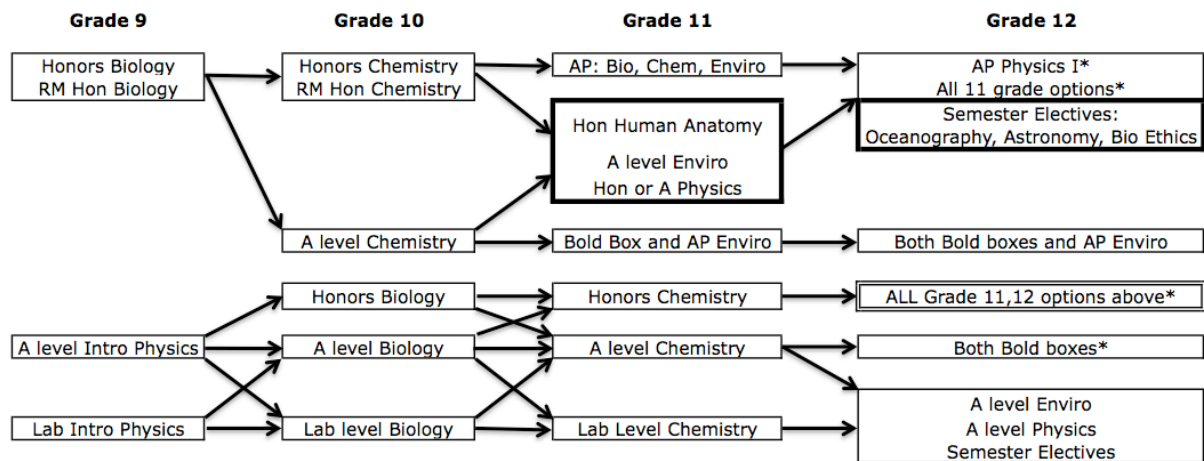 Grade 9 Grade 10 Grade 11 Grade 12
Honors Biology
RM Hon Biology
Honors Chemistry
RM Hon Chemistry
AP: Bio, Chem, Enviro
AP Physics I*
All 11 grade options*
Hon Human Anatomy
A level Enviro
Hon or A Physics
Semester Electives:
Oceanography, Astronomy, Bio Ethics
A level Chemistry
Bold Box and AP Enviro
Both Bold boxes and AP Enviro
Honors Biology
Honors Chemistry
ALL Grade 11,12 options above*
A level Intro Physics
A level Biology
A level Chemistry
Both Bold boxes*
Lab Intro Physics
Lab level Biology
Lab Level Chemistry
A level Enviro
A level Physics
Semester Electives